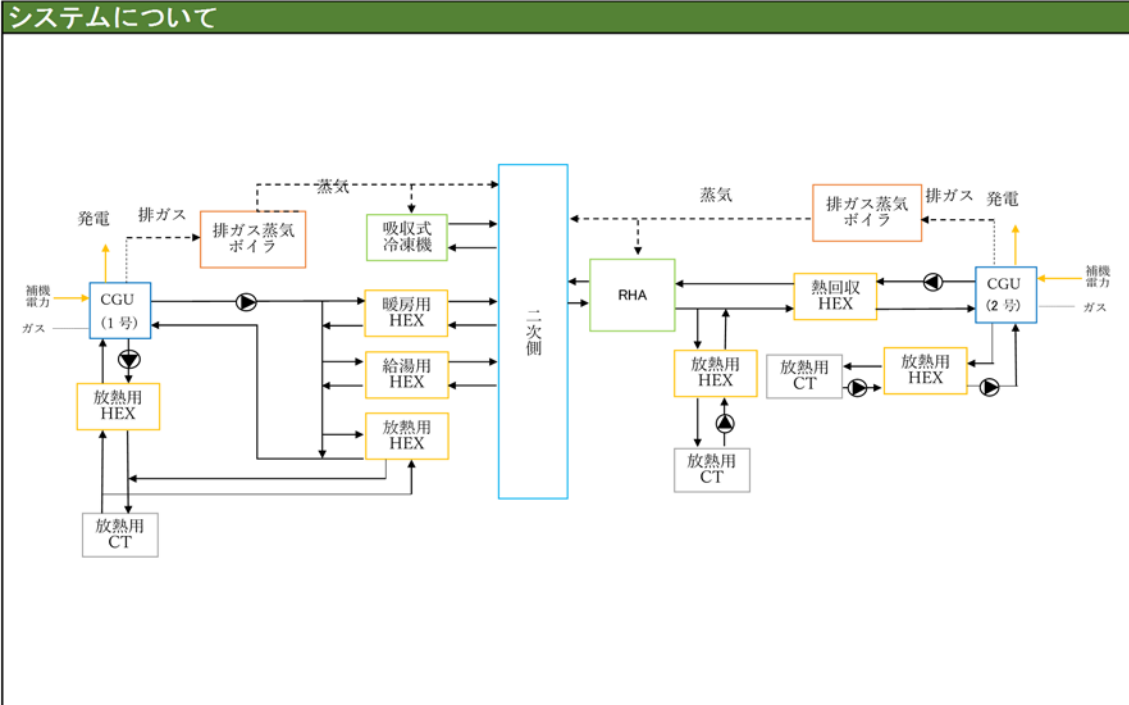 システムについて
発電
排ガス
蒸気
排ガス蒸気
ボイラ
吸収式
冷凍機
補機
電力
ガス
CGU
(1 号)
暖房用
HEX
給湯用
HEX
放熱用
HEX
放熱用
HEX
放熱用
CT
二次側
蒸気
排ガス蒸気
ボイラ
排ガス
発電
RHA
熱回収
HEX
CGU
(2 号)
補機
電力
ガス
放熱用
HEX
放熱用
CT
放熱用
HEX
放熱用
CT